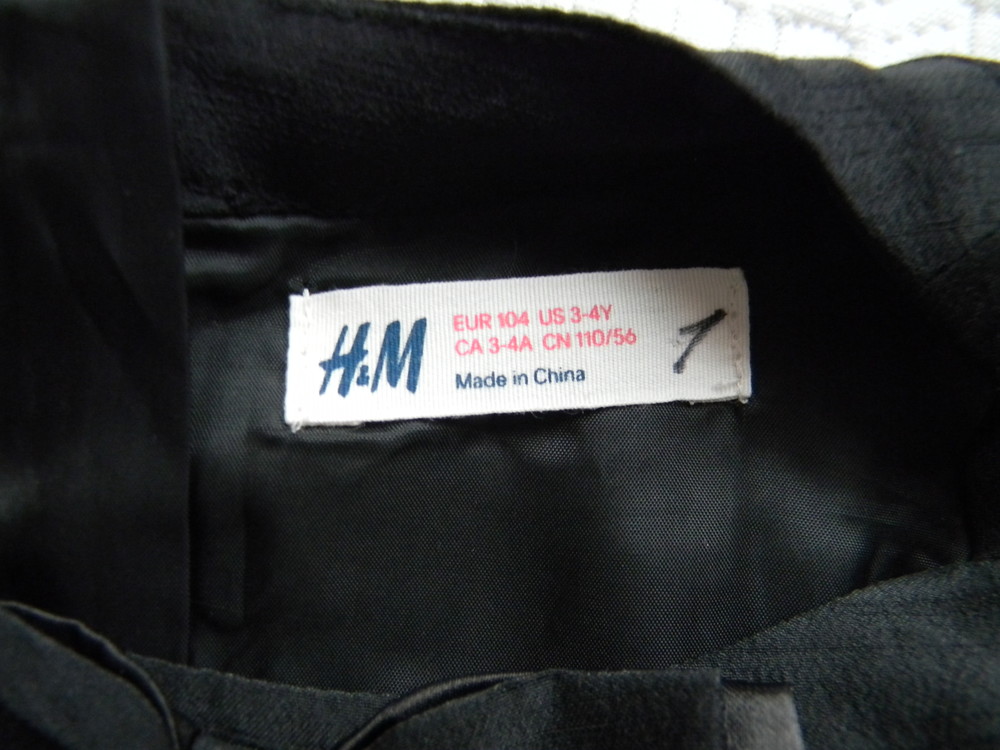 H&M
EUR 104 US 3-4Y
CA 3-4A CN 110/56
Made in China
1